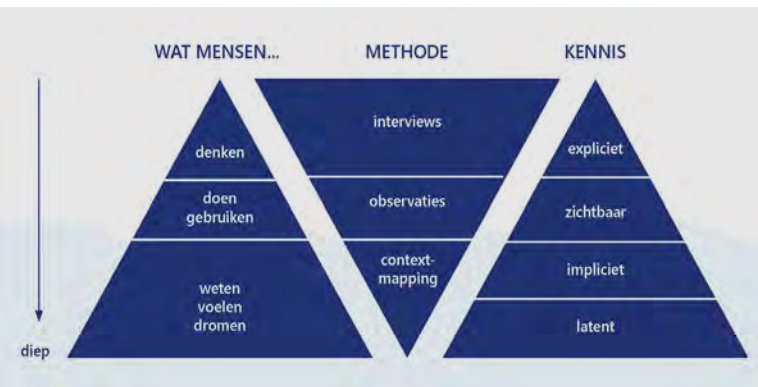 WAT MENSEN...
METHODE
KENNIS
denken
doen
gebruiken
weten
voelen
dromen
interviews
observaties
context-
mapping
expliciet
zichtbaar
impliciet
latent
diep